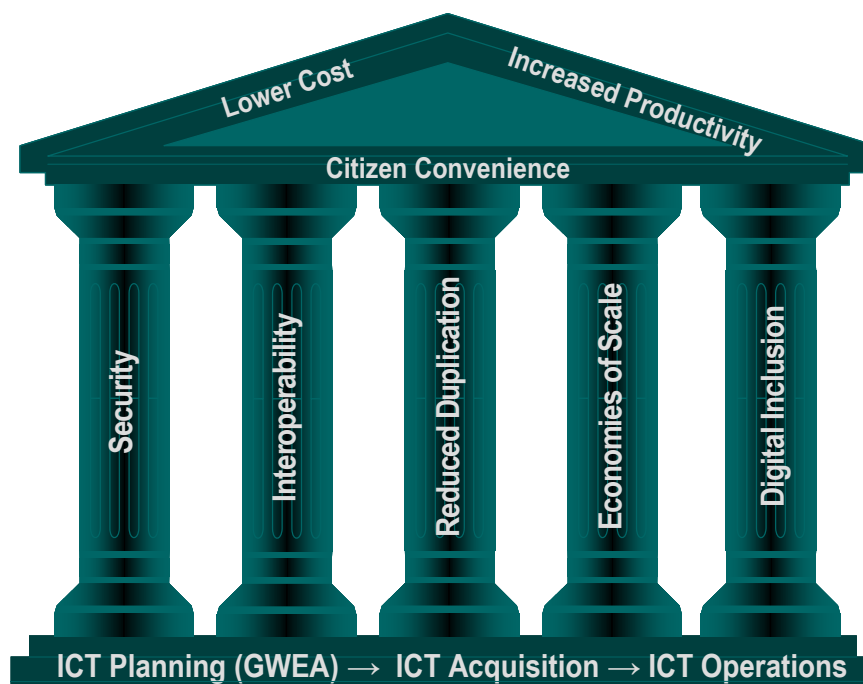 Lower Cost
Increased Productivity
Citizen Convenience
Security
Interoperability
Reduced Duplication
Economies of Scale
Digital Inclusion
ICT Planning (GWEA) → ICT Acquisition → ICT Operations